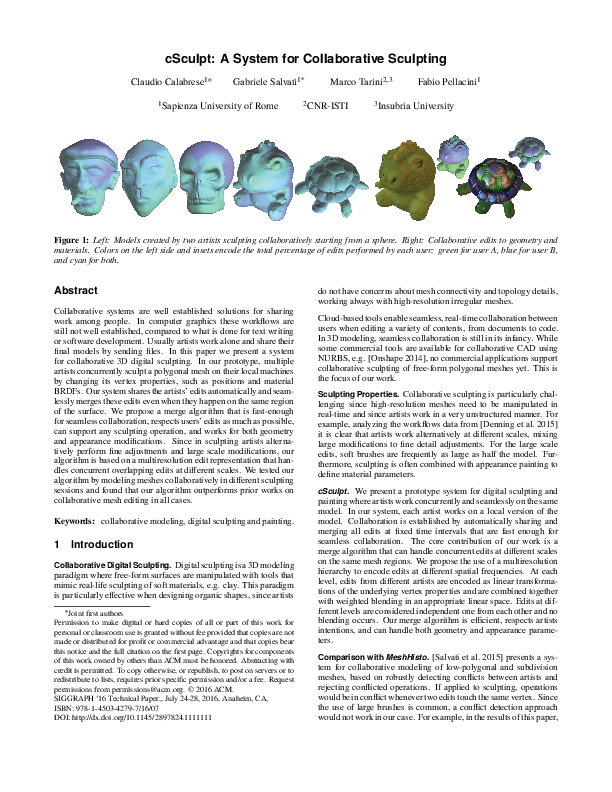 cSculpt: A System for Collaborative Sculpting
Claudio Calabrese1* Gabriele Salvati1* Marco Tarini2,3 Fabio Pellacini1
1Sapienza University of Rome 2CNR-ISTI 3Insubria University
Figure 1: Left: Models created by two artists sculpting collaboratively starting from a sphere. Right: Collaborative edits to geometry and
materials. Colors on the left side and insets encode the total percentage of edits performed by each user: green for user A, blue for user B,
and cyan for both.
Abstract
Collaborative systems are well established solutions for sharing
work among people. In computer graphics these workflows are
still not well established, compared to what is done for text writing
or software development. Usually artists work alone and share their
final models by sending files. In this paper we present a system
for collaborative 3D digital sculpting. In our prototype, multiple
artists concurrently sculpt a polygonal mesh on their local machines
by changing its vertex properties, such as positions and material
BRDFs. Our system shares the artists' edits automatically and seam-
lessly merges these edits even when they happen on the same region
of the surface. We propose a merge algorithm that is fast-enough
for seamless collaboration, respects users' edits as much as possible,
can support any sculpting operation, and works for both geometry
and appearance modifications. Since in sculpting artists alterna-
tively perform fine adjustments and large scale modifications, our
algorithm is based on a multiresolution edit representation that han-
dles concurrent overlapping edits at different scales. We tested our
algorithm by modeling meshes collaboratively in different sculpting
sessions and found that our algorithm outperforms prior works on
collaborative mesh editing in all cases.
Keywords: collaborative modeling, digital sculpting and painting.
1 Introduction
Collaborative Digital Sculpting. Digital sculpting is a 3D modeling
paradigm where free-form surfaces are manipulated with tools that
mimic real-life sculpting of soft materials, e.g. clay. This paradigm
is particularly effective when designing organic shapes, since artists
*Joint first authors
Permission to make digital or hard copies of all or part of this work for
personal or classroom use is granted without fee provided that copies are not
made or distributed for profit or commercial advantage and that copies bear
this notice and the full citation on the first page. Copyrights for components
of this work owned by others than ACM must be honored. Abstracting with
credit is permitted. To copy otherwise, or republish, to post on servers or to
redistribute to lists, requires prior specific permission and/or a fee. Request
permissions from permissions@acm.org. © 2016 ACM.
SIGGRAPH '16 Technical Paper,, July 24-28, 2016, Anaheim, CA,
ISBN: 978-1-4503-4279-7/16/07
DOI: http://dx.doi.org/10.1145/2897824.1111111
do not have concerns about mesh connectivity and topology details,
working always with high-resolution irregular meshes.
Cloud-based tools enable seamless, real-time collaboration between
users when editing a variety of contents, from documents to code.
In 3D modeling, seamless collaboration is still in its infancy. While
some commercial tools are available for collaborative CAD using
NURBS, e.g. [Onshape 2014], no commercial applications support
collaborative sculpting of free-form polygonal meshes yet. This is
the focus of our work.
Sculpting Properties. Collaborative sculpting is particularly chal-
lenging since high-resolution meshes need to be manipulated in
real-time and since artists work in a very unstructured manner. For
example, analyzing the workflows data from [Denning et al. 2015]
it is clear that artists work alternatively at different scales, mixing
large modifications to fine detail adjustments. For the large scale
edits, soft brushes are frequently as large as half the model. Fur-
thermore, sculpting is often combined with appearance painting to
define material parameters.
cSculpt. We present a prototype system for digital sculpting and
painting where artists work concurrently and seamlessly on the same
model. In our system, each artist works on a local version of the
model. Collaboration is established by automatically sharing and
merging all edits at fixed time intervals that are fast enough for
seamless collaboration. The core contribution of our work is a
merge algorithm that can handle concurrent edits at different scales
on the same mesh regions. We propose the use of a multiresolution
hierarchy to encode edits at different spatial frequencies. At each
level, edits from different artists are encoded as linear transforma-
tions of the underlying vertex properties and are combined together
with weighted blending in an appropriate linear space. Edits at dif-
ferent levels are considered independent one from each other and no
blending occurs. Our merge algorithm is efficient, respects artists
intentions, and can handle both geometry and appearance parame-
ters.
Comparison with MeshHisto. [Salvati et al. 2015] presents a sys-
tem for collaborative modeling of low-polygonal and subdivision
meshes, based on robustly detecting conflicts between artists and
rejecting conflicted operations. If applied to sculpting, operations
would be in conflict whenever two edits touch the same vertex. Since
the use of large brushes is common, a conflict detection approach
would not work in our case. For example, in the results of this paper,